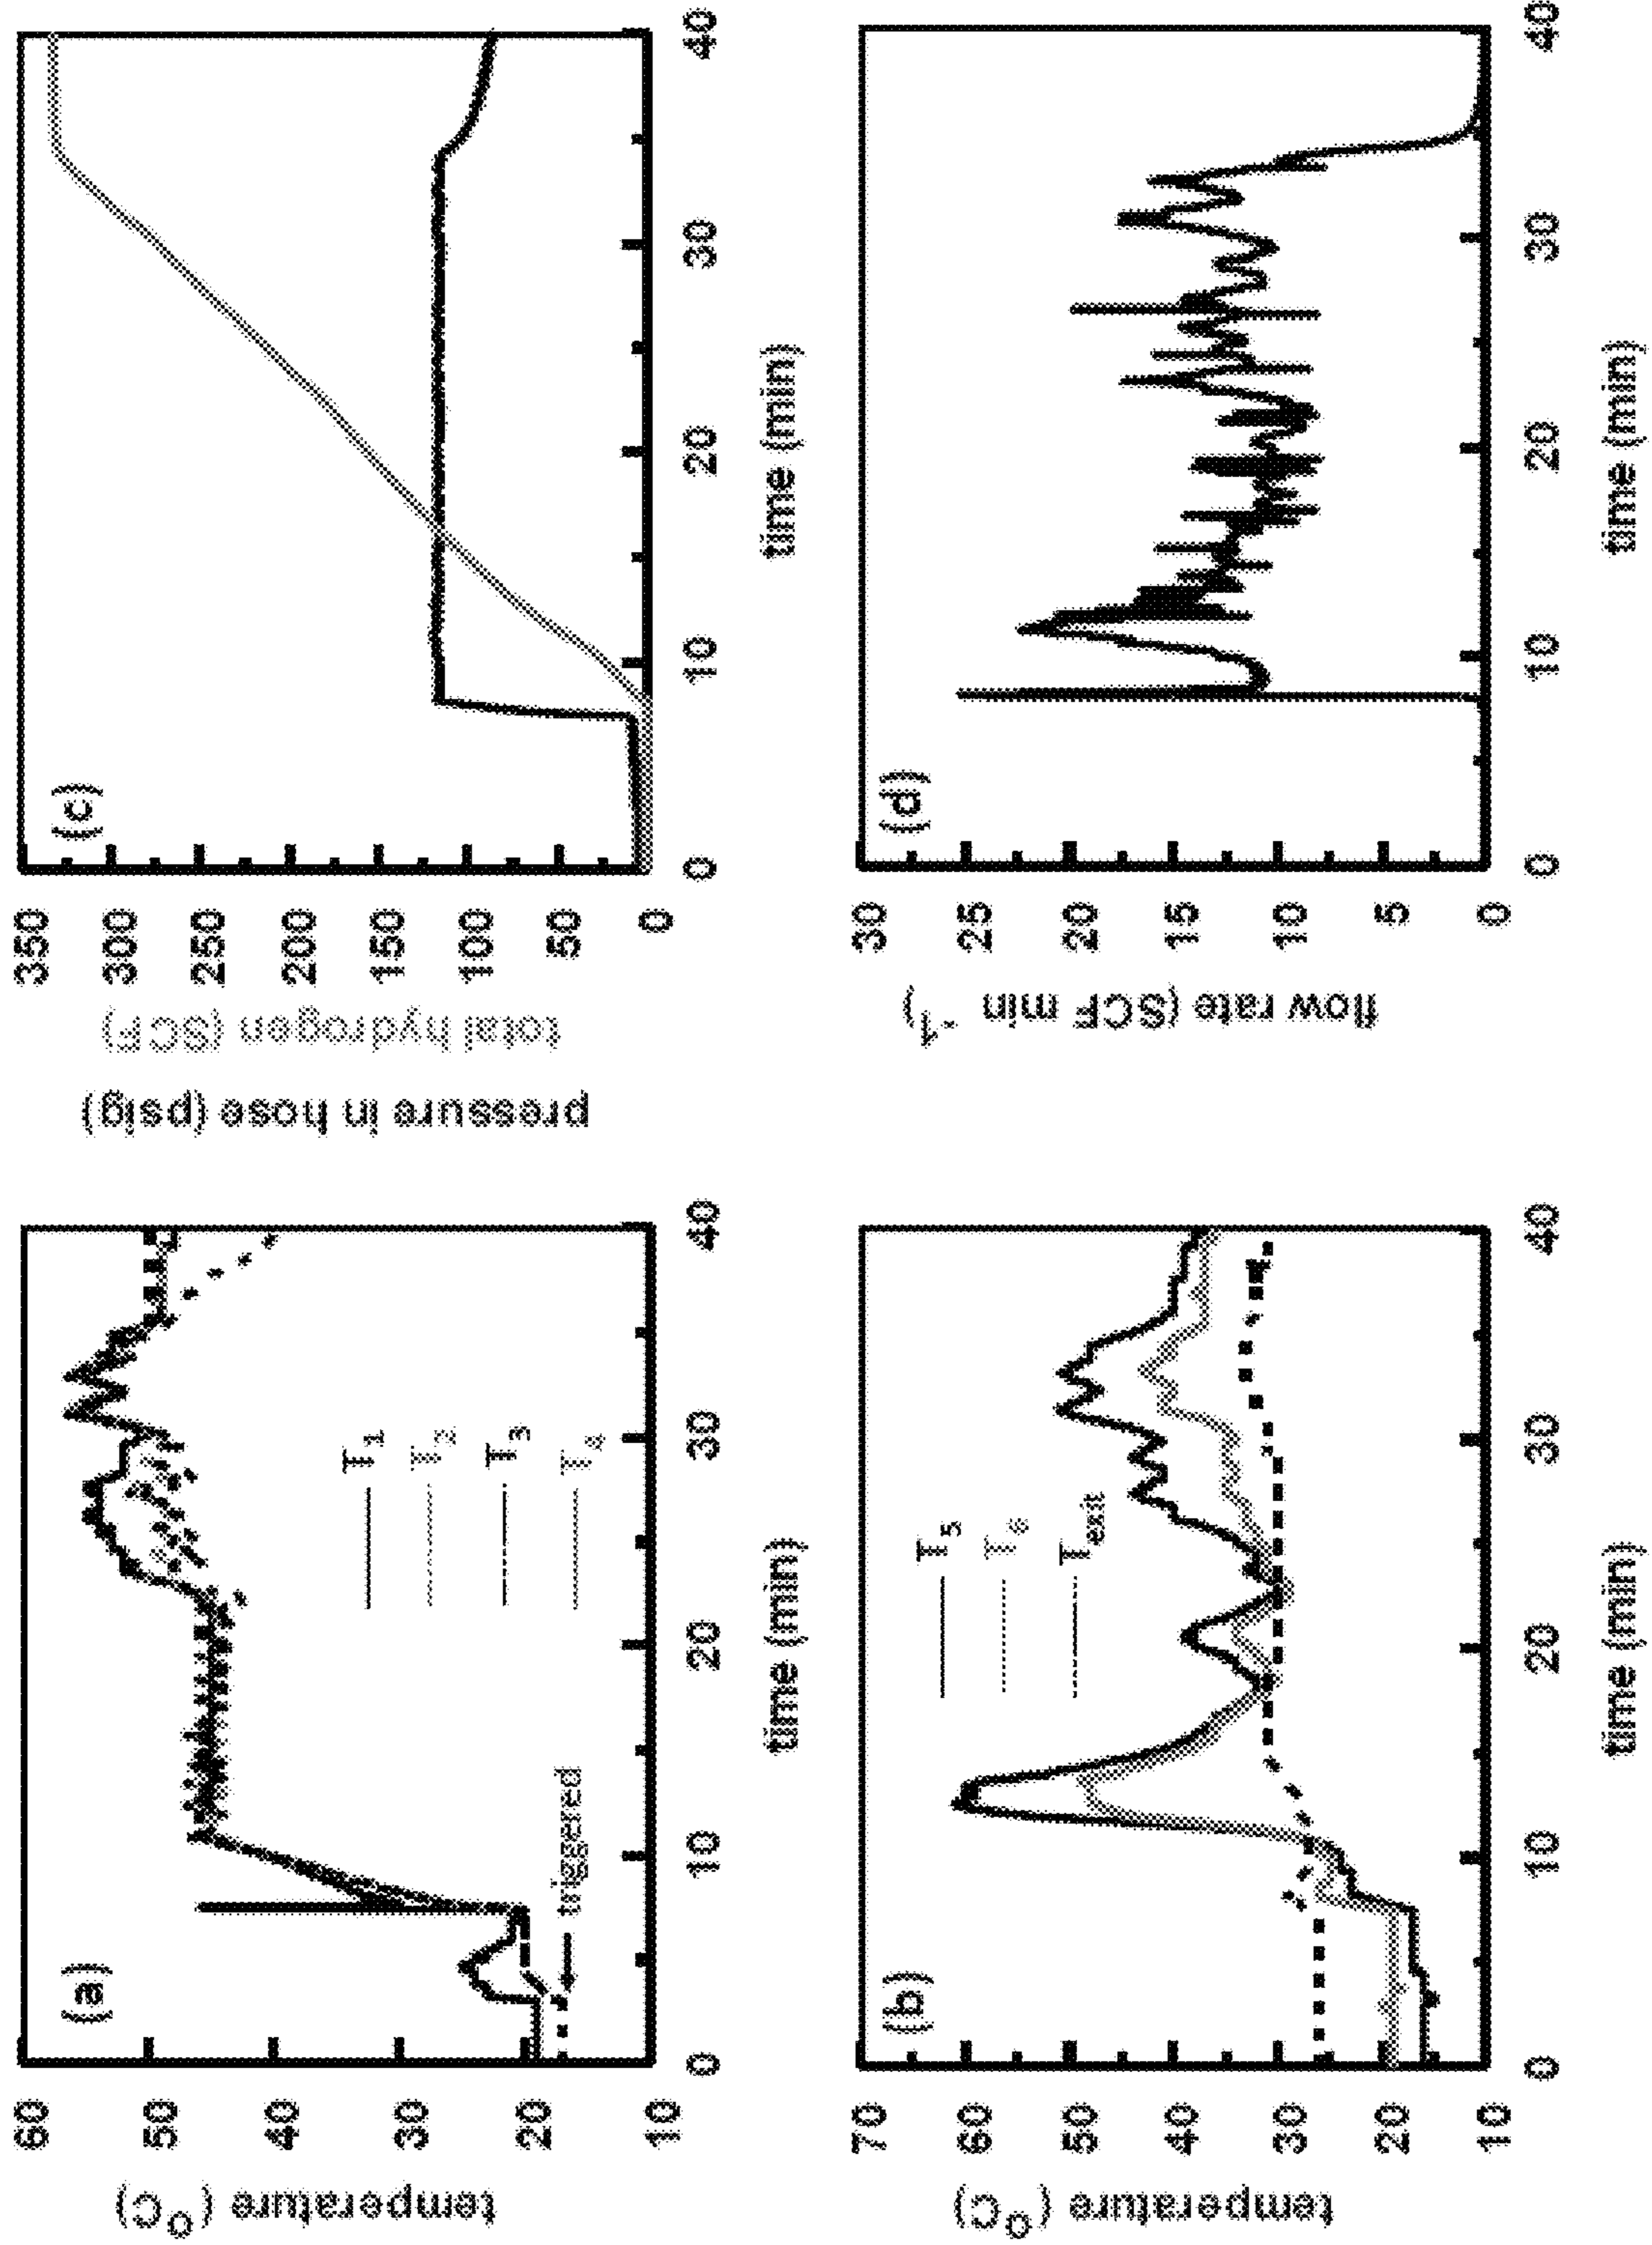 (a)
60
50
40
30
20
10
temperature (°C)
T1
T2
T3
T4
triggered
0
10
20
30
40
time (min)
(c)
350
300
250
200
150
100
50
0
total hydrogen (SCF)
pressure in hose (psig)
0
10
20
30
40
time (min)
(b)
70
60
50
40
30
20
10
temperature (°C)
T5
T6
Texit
0
10
20
30
40
time (min)
(d)
30
25
20
15
10
5
0
flow rate (SCF min -1)
0
10
20
30
40
time (min)